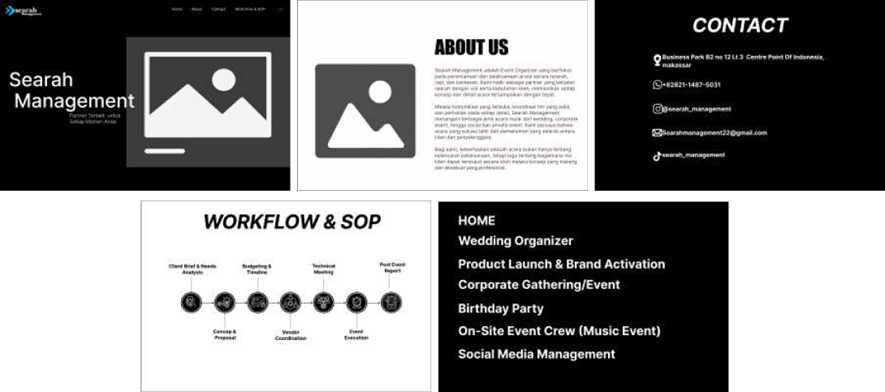 searah
Management
Home About Contact Work Flow & SOP
Searah
Management
Partner Terbaik untuk
Setiap Momen Anda
ABOUT US
Searah Management adalah Event Organizer yang berfokus
pada perencanaan dan pelaksanaan acara secara terarah,
rapi, dan berkesan. Kami hadir sebagai partner yang berjalan
searah dengan visi serta kebutuhan klien, memastikan setiap
konsep dan detail acara tersampaikan dengan tepat.
Melalui komunikasi yang terbuka, koordinasi tim yang solid,
dan perhatian pada setiap detail, Searah Management
menangani berbagai jenis acara mulai dari wedding, corporate
event, hingga social dan private event. Kami percaya bahwa
acara yang sukses lahir dari pemahaman yang selaras antara
klien dan penyelenggara.
Bagi kami, keberhasilan sebuah acara bukan hanya tentang
kelancaran pelaksanaan, tetapi juga tentang bagaimana visi
klien dapat terwujud secara utuh melalui konsep yang matang
dan eksekusi yang profesional.
CONTACT
Business Park B2 no 12 Lt 3 Centre Point Of Indonesia,
makassar
+62821-1487-5031
@searah_management
Searahmanagement22@gmail.com
searah_management
WORKFLOW & SOP
Client Brief & Needs
Analysis
Budgeting &
Timeline
Technical
Meeting
Post Event
Report
Concep &
Proposal
Vendor
Coordination
Event
Execution
HOME
Wedding Organizer
Product Launch & Brand Activation
Corporate Gathering/Event
Birthday Party
On-Site Event Crew (Music Event)
Social Media Management